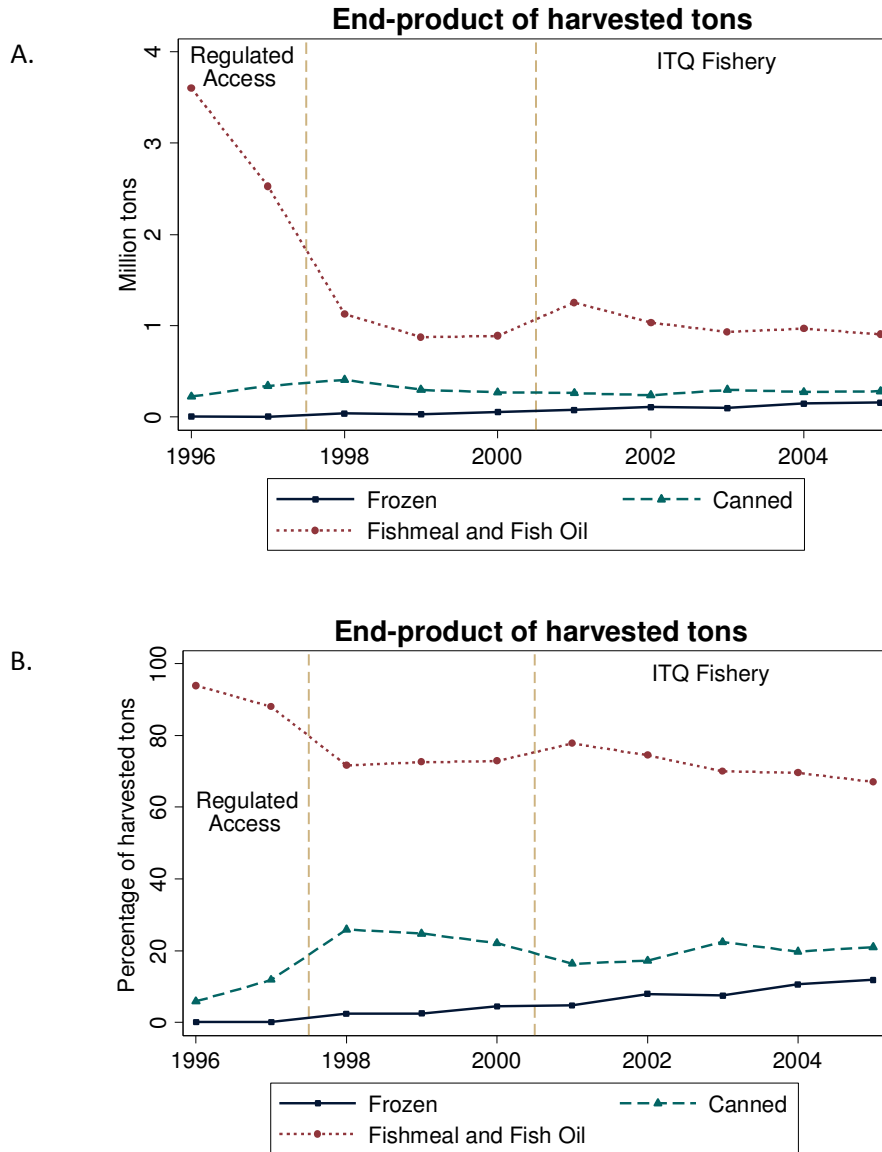 End-product of harvested tons
A.
Regulated
Access
ITQ Fishery
Million tons
4
3
2
1
0
1996 1998 2000 2002 2004
Frozen Canned
Fishmeal and Fish Oil
End-product of harvested tons
B.
ITQ Fishery
Regulated
Access
Percentage of harvested tons
100
80
60
40
20
0
1996 1998 2000 2002 2004
Frozen Canned
Fishmeal and Fish Oil